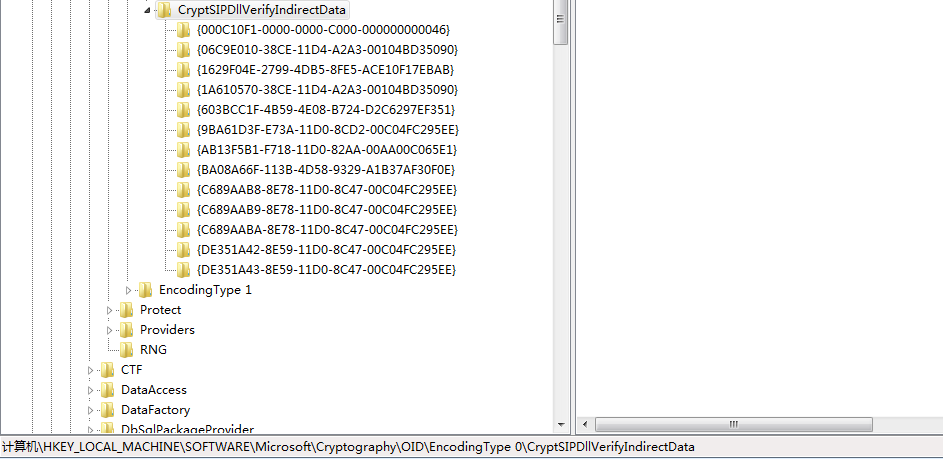 CryptSIPDllVerifyIndirectData
{000C10F1-0000-0000-C000-000000000046}
{06C9E010-38CE-11D4-A2A3-00104BD35090}
{1629F04E-2799-4DB5-8FE5-ACE10F17EBAB}
{1A610570-38CE-11D4-A2A3-00104BD35090}
{603BCC1F-4B59-4E08-B724-D2C6297EF351}
{9BA61D3F-E73A-11D0-8CD2-00C04FC295EE}
{AB13F5B1-F718-11D0-82AA-00AA00C065E1}
{BA08A66F-113B-4D58-9329-A1B37AF30F0E}
{C689AAB8-8E78-11D0-8C47-00C04FC295EE}
{C689AAB9-8E78-11D0-8C47-00C04FC295EE}
{C689AABA-8E78-11D0-8C47-00C04FC295EE}
{DE351A42-8E59-11D0-8C47-00C04FC295EE}
{DE351A43-8E59-11D0-8C47-00C04FC295EE}
EncodingType 1
Protect
Providers
RNG
CTF
DataAccess
DataFactory
DbSqlPackageProvider
计算机\HKEY_LOCAL_MACHINE\SOFTWARE\Microsoft\Cryptography\OID\EncodingType 0\CryptSIPDllVerifyIndirectData